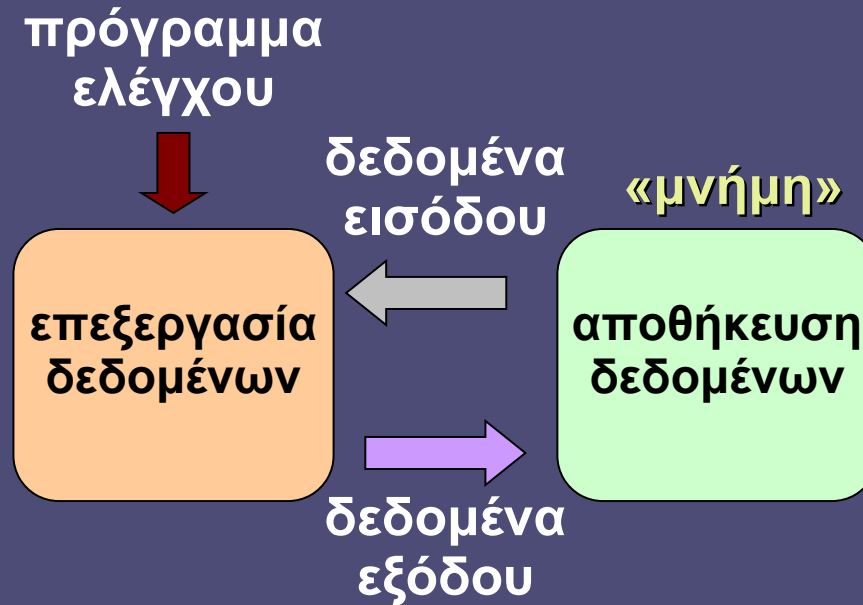 πρόγραμμα
ελέγχου
δεδομένα
εισόδου
«μνήμη»
επεξεργασία
δεδομένων
αποθήκευση
δεδομένων
δεδομένα
εξόδου